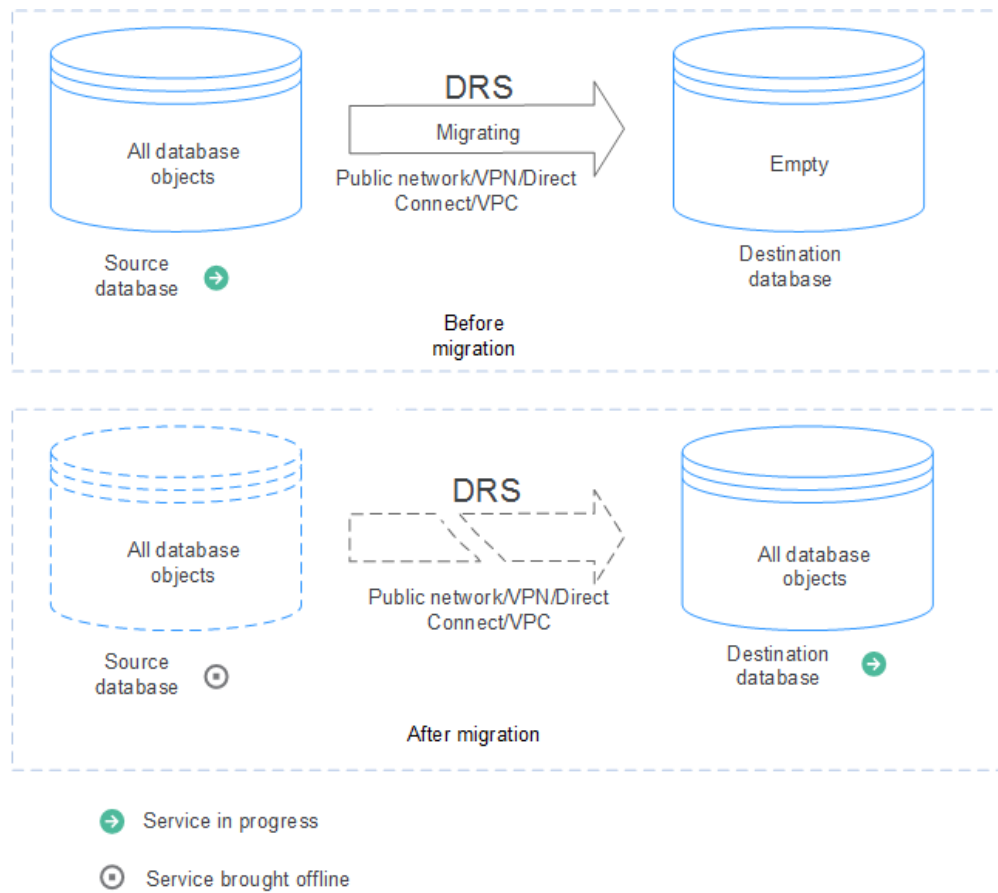 DRS
All database
objects
Migrating
Empty
Public network/VPN/Direct
Connect/VPC
Source
database
Destination
database
Before
migration
DRS
All database
objects
All database
objects
Public network/VPN/Direct
Connect/VPC
Source
database
Destination
database
After migration
Service in progress
Service brought offline